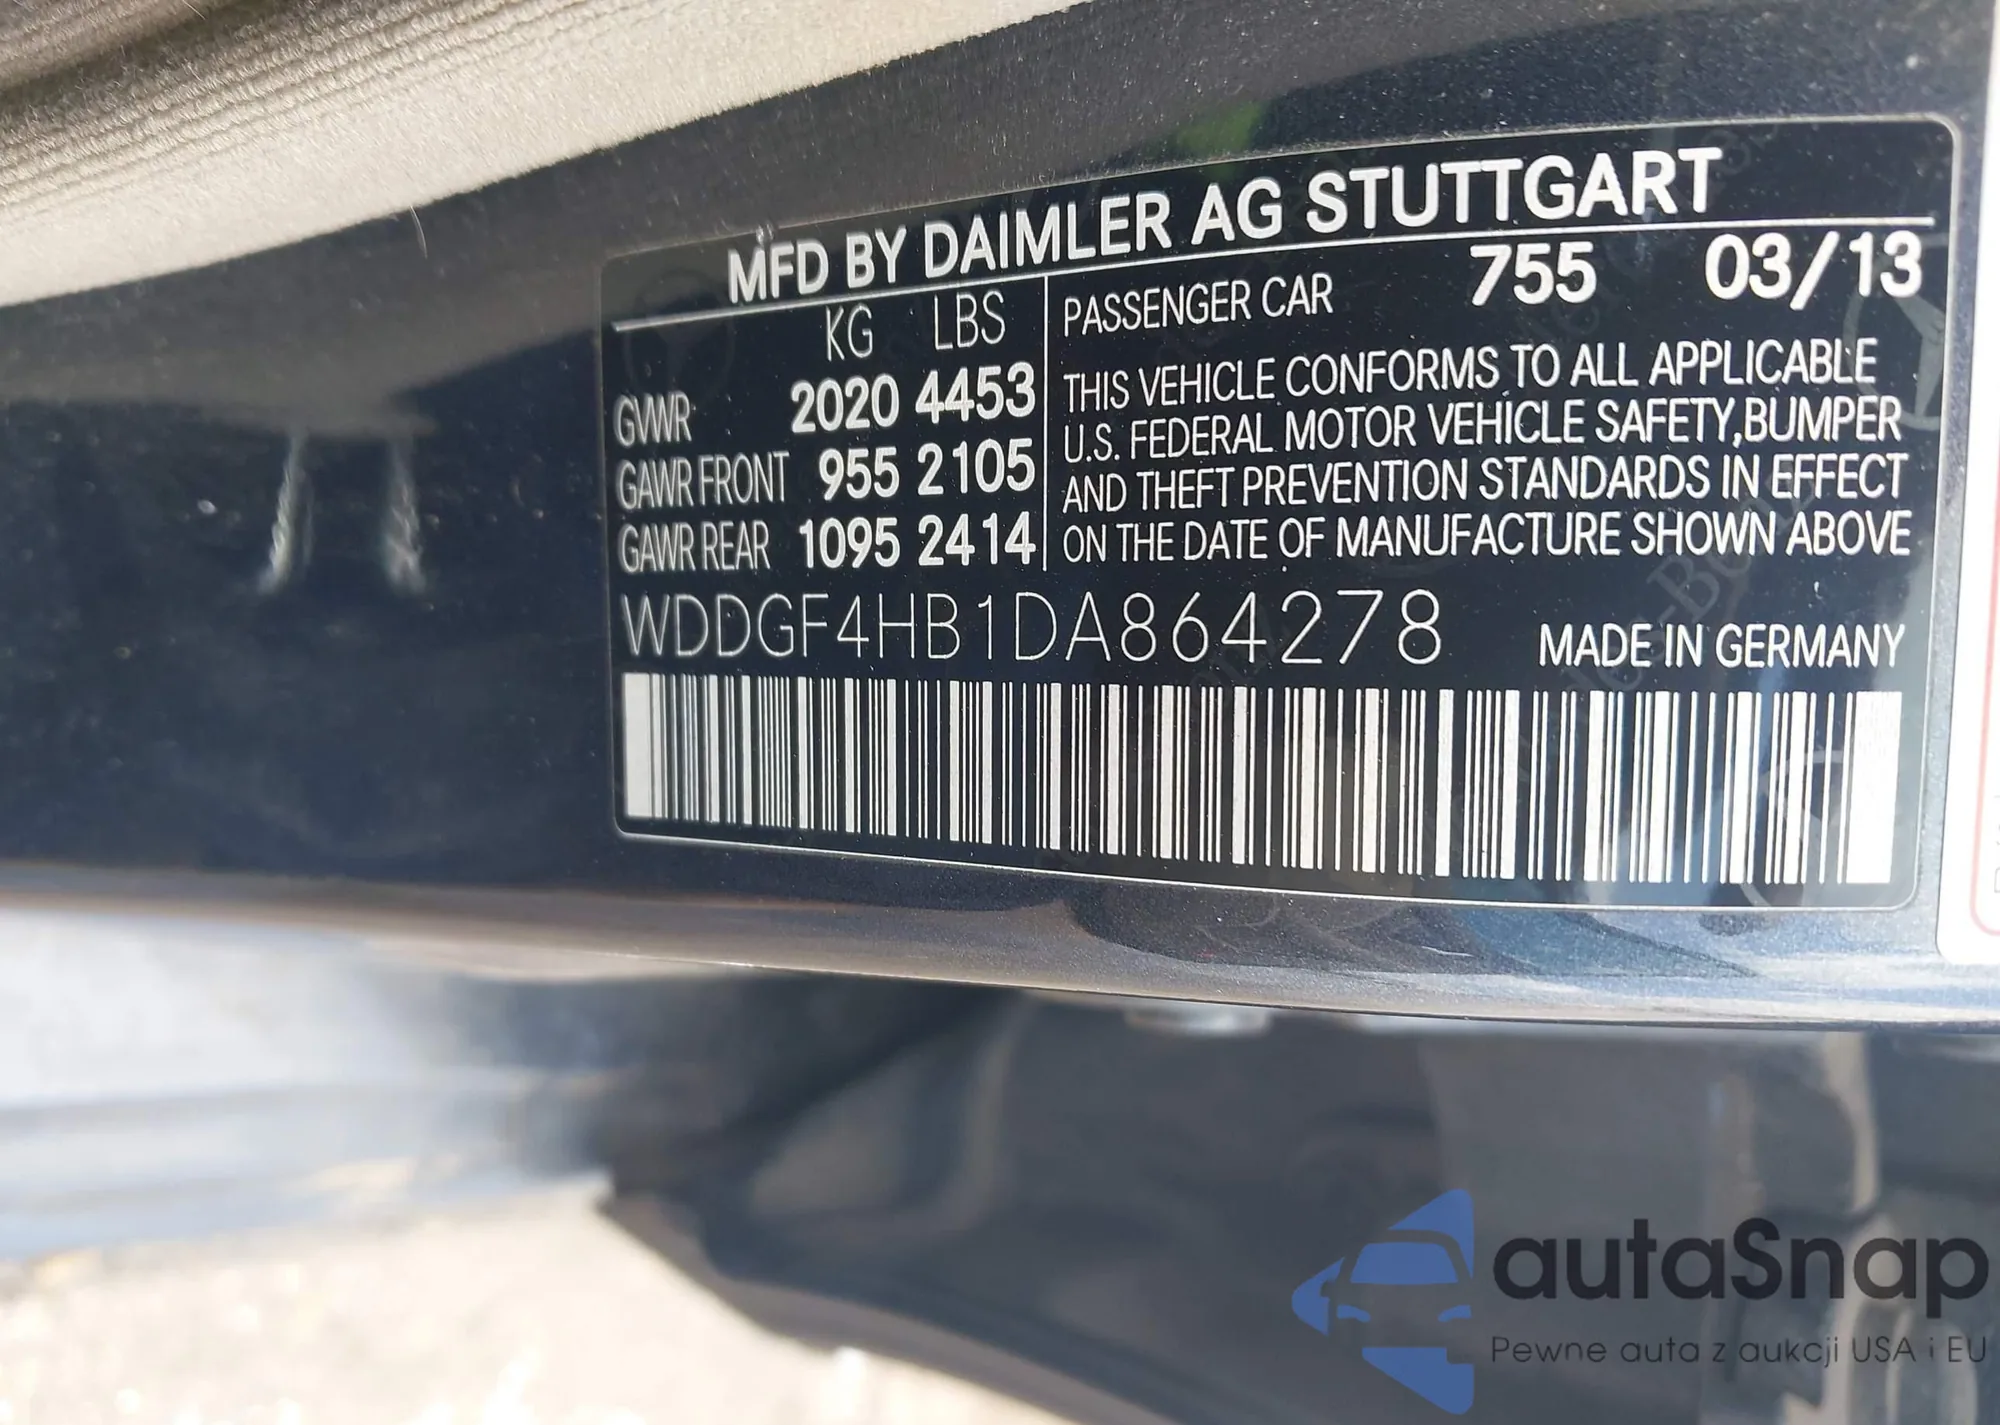 MFD BY DAIMLER AG STUTTGART
KG LBS
GVWR 2020 4453
GAWR FRONT 955 2105
GAWR REAR 1095 2414
PASSENGER CAR 755 03/13
THIS VEHICLE CONFORMS TO ALL APPLICABLE
U.S. FEDERAL MOTOR VEHICLE SAFETY,BUMPER
AND THEFT PREVENTION STANDARDS IN EFFECT
ON THE DATE OF MANUFACTURE SHOWN ABOVE
WDDGF4HB1DA864278 MADE IN GERMANY
autaSnap
Pewne auta z aukcji USA i EU